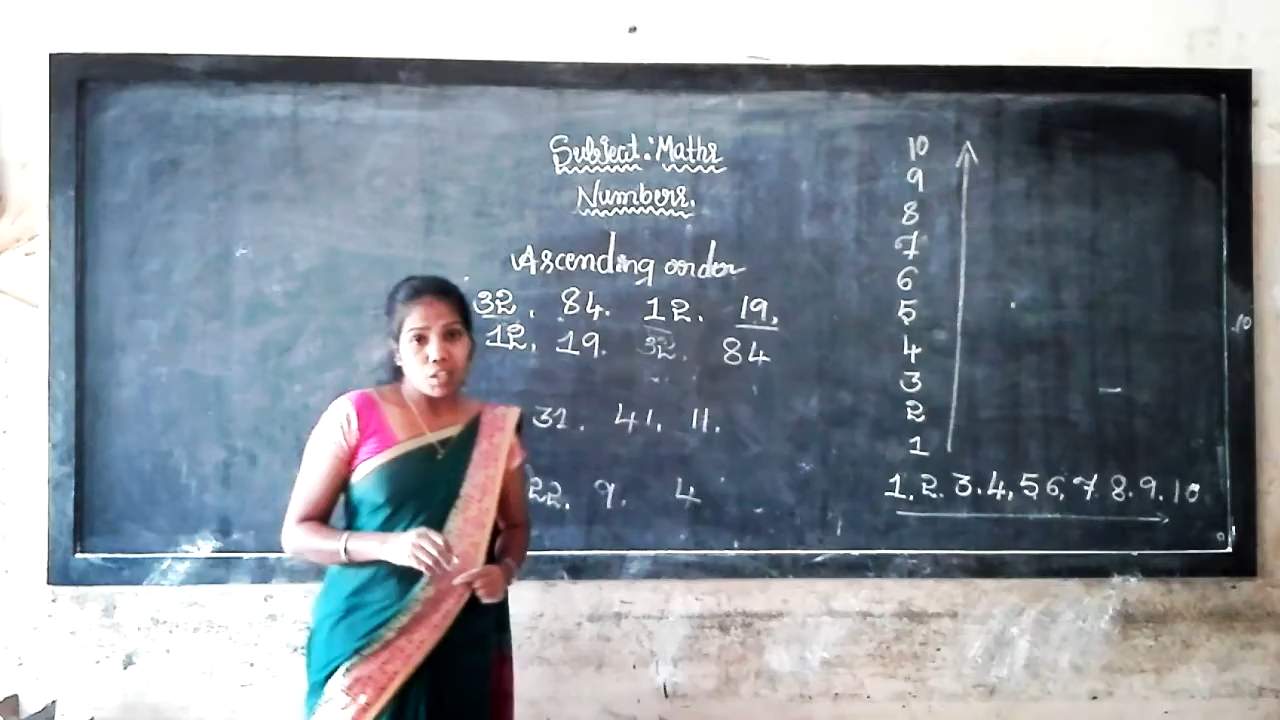 Subject: Maths
Numbers.
Ascending order
32. 84. 12. 19.
12. 19. 32. 84
31. 41. 11.
22. 9. 4
10
9
8
7
6
5
4
3
2
1
1. 2. 3. 4. 5 6. 7. 8. 9. 10
10